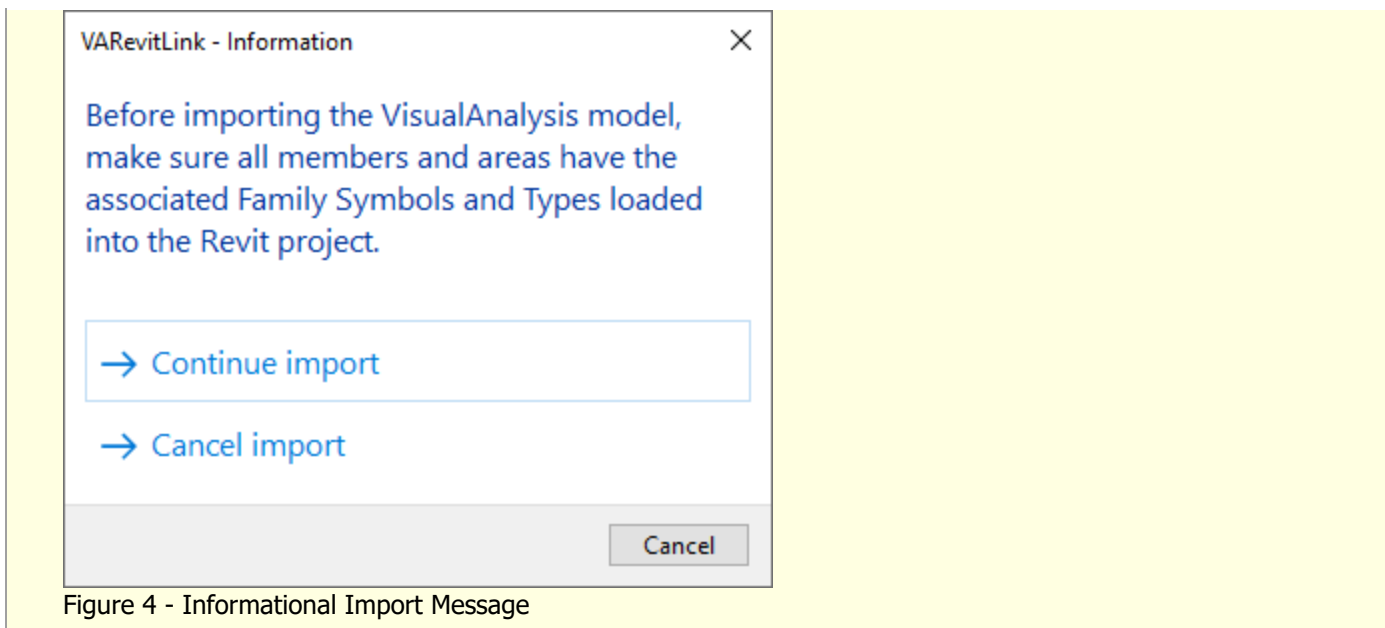 VARevitLink - Information
Before importing the VisualAnalysis model,
make sure all members and areas have the
associated Family Symbols and Types loaded
into the Revit project.
→ Continue import
→ Cancel import
Cancel
Figure 4 - Informational Import Message